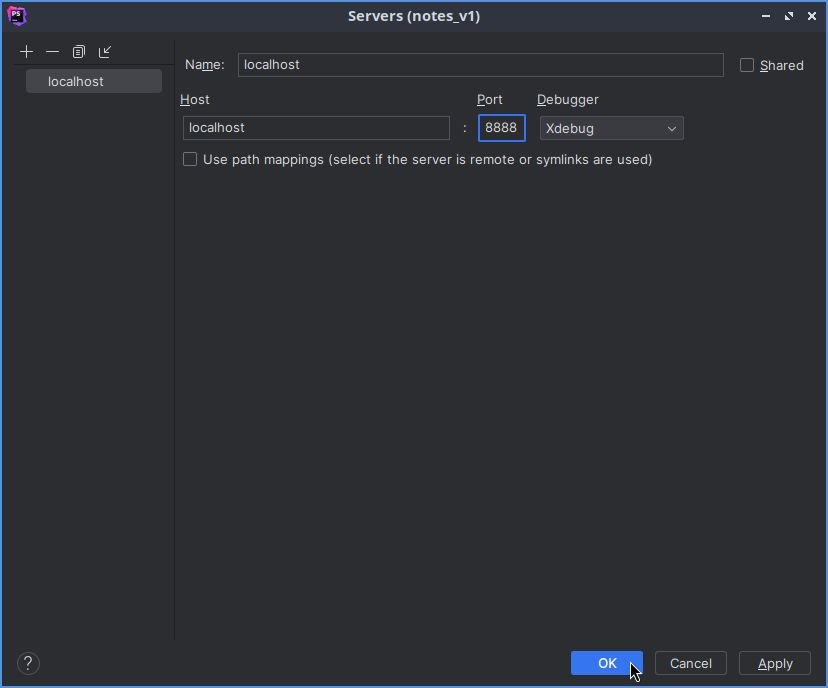 PS
Servers (notes_v1)
Name: localhost Shared
localhost
Host Port Debugger
localhost : 8888 Xdebug
Use path mappings (select if the server is remote or symlinks are used)
? OK Cancel Apply